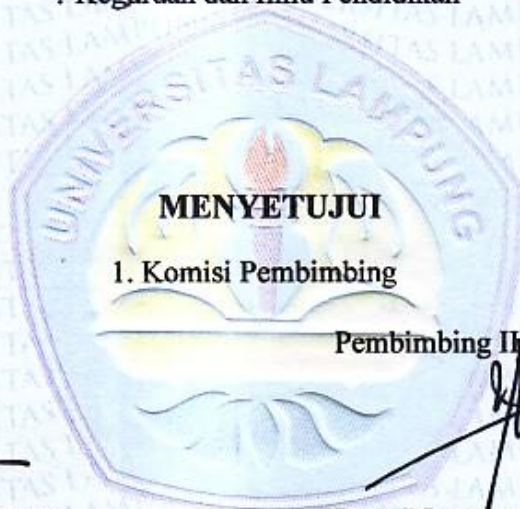 : Keguruan dan Ilmu Pendidikan
UNIVERSITAS LAMPUNG
MENYETUJUI
1. Komisi Pembimbing
Pembimbing II